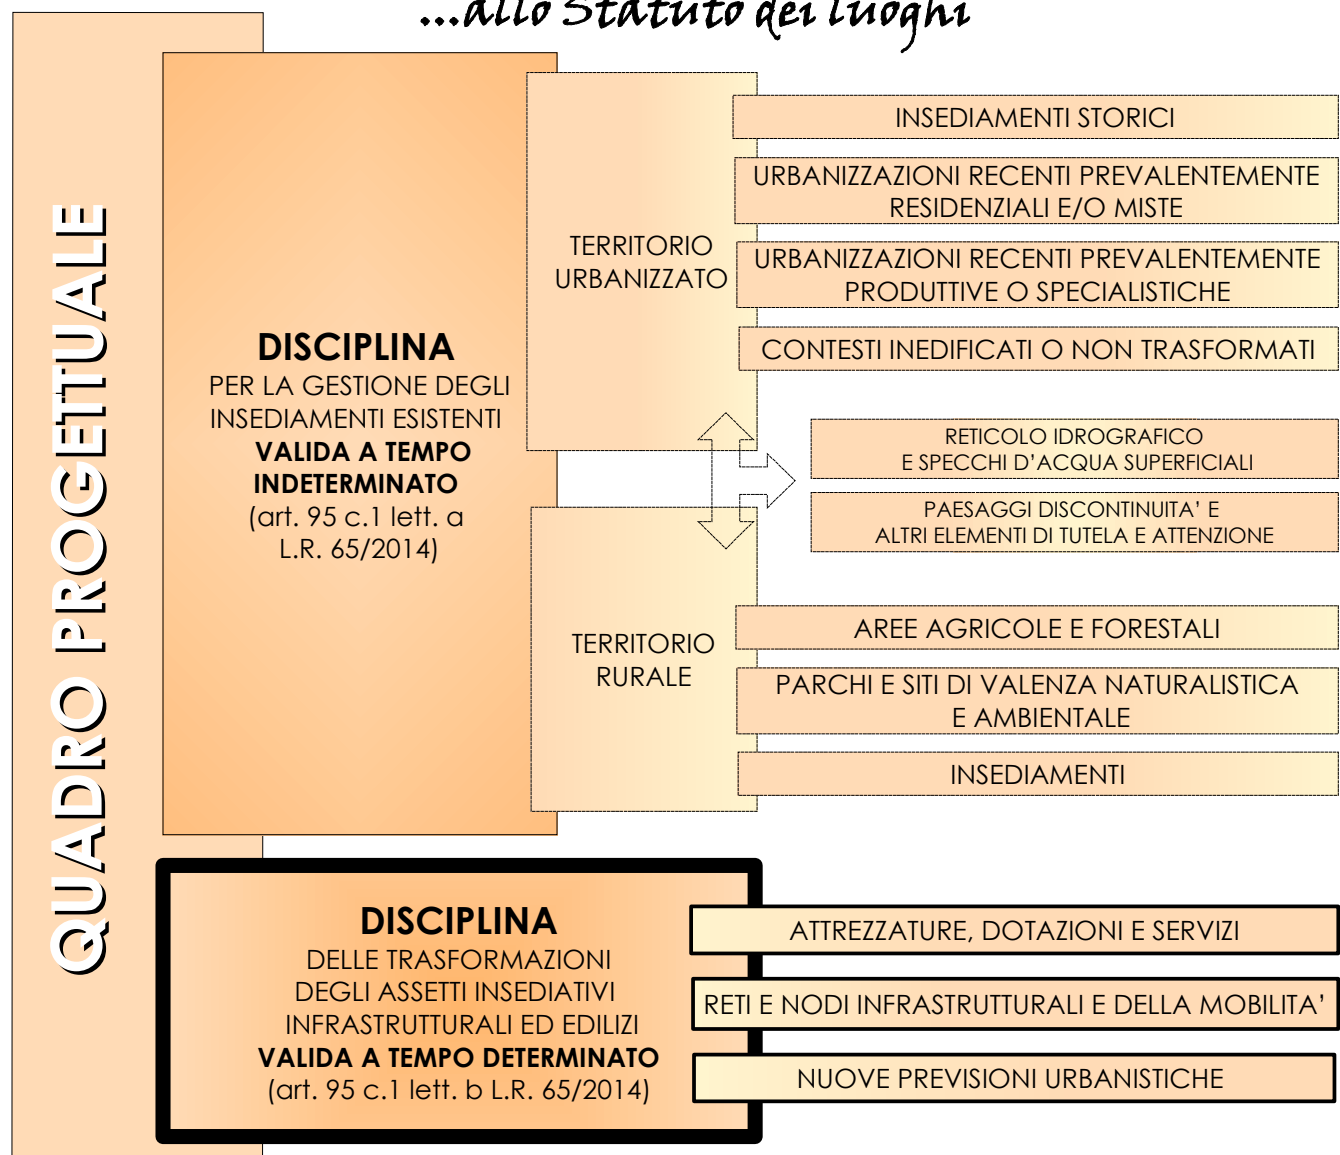 ...allo Statuto dei luoghi
QUADRO PROGETTUALE
DISCIPLINA
PER LA GESTIONE DEGLI
INSEDIAMENTI ESISTENTI
VALIDA A TEMPO
INDETERMINATO
(art. 95 c.1 lett. a
L.R. 65/2014)
TERRITORIO
URBANIZZATO
INSEDIAMENTI STORICI
URBANIZZAZIONI RECENTI PREVALENTEMENTE
RESIDENZIALI E/O MISTE
URBANIZZAZIONI RECENTI PREVALENTEMENTE
PRODUTTIVE O SPECIALISTICHE
CONTESTI INEDIFICATI O NON TRASFORMATI
RETICOLO IDROGRAFICO
E SPECCHI D'ACQUA SUPERFICIALI
PAESAGGI DISCONTINUITA' E
ALTRI ELEMENTI DI TUTELA E ATTENZIONE
TERRITORIO
RURALE
AREE AGRICOLE E FORESTALI
PARCHI E SITI DI VALENZA NATURALISTICA
E AMBIENTALE
INSEDIAMENTI
DISCIPLINA
DELLE TRASFORMAZIONI
DEGLI ASSETTI INSEDIATIVI
INFRASTRUTTURALI ED EDILIZI
VALIDA A TEMPO DETERMINATO
(art. 95 c.1 lett. b L.R. 65/2014)
ATTREZZATURE, DOTAZIONI E SERVIZI
RETI E NODI INFRASTRUTTURALI E DELLA MOBILITA'
NUOVE PREVISIONI URBANISTICHE